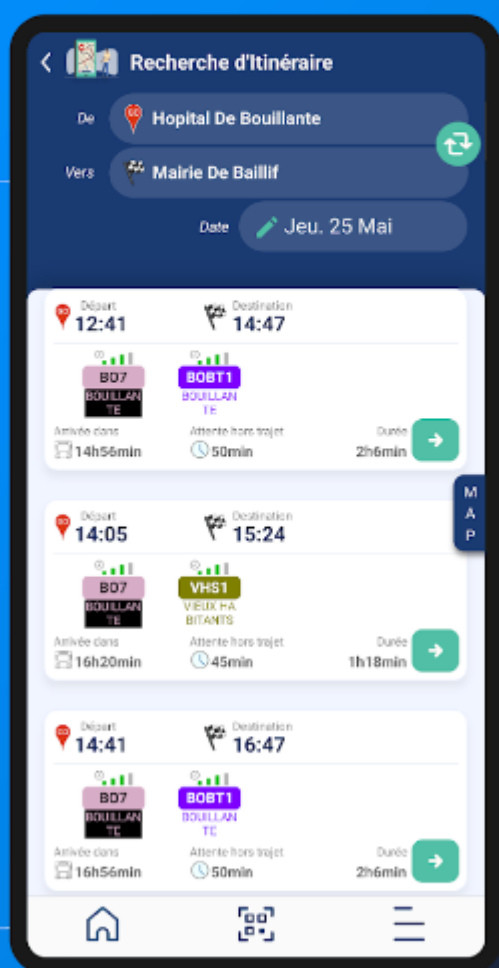 Recherche d'Itinéraire
De
Hopital De Bouillante
Vers
Mairie De Baillif
Date
Jeu. 25 Mai
Départ
Destination
12:41
14:47
BD7
BOBT1
BOUILLAN
TE
BOUILLAN
TE
Arrivée dans
Attente hors trajet
Durée
14h56min
50min
2h6min
M
A
P
Départ
Destination
14:05
15:24
BD7
VHS1
BOUILLAN
TE
VIEUX HA
BITANTS
Arrivée dans
Attente hors trajet
Durée
16h20min
45min
1h18min
Départ
Destination
14:41
16:47
BD7
BOBT1
BOUILLAN
TE
BOUILLAN
TE
Arrivée dans
Attente hors trajet
Durée
16h56min
50min
2h6min